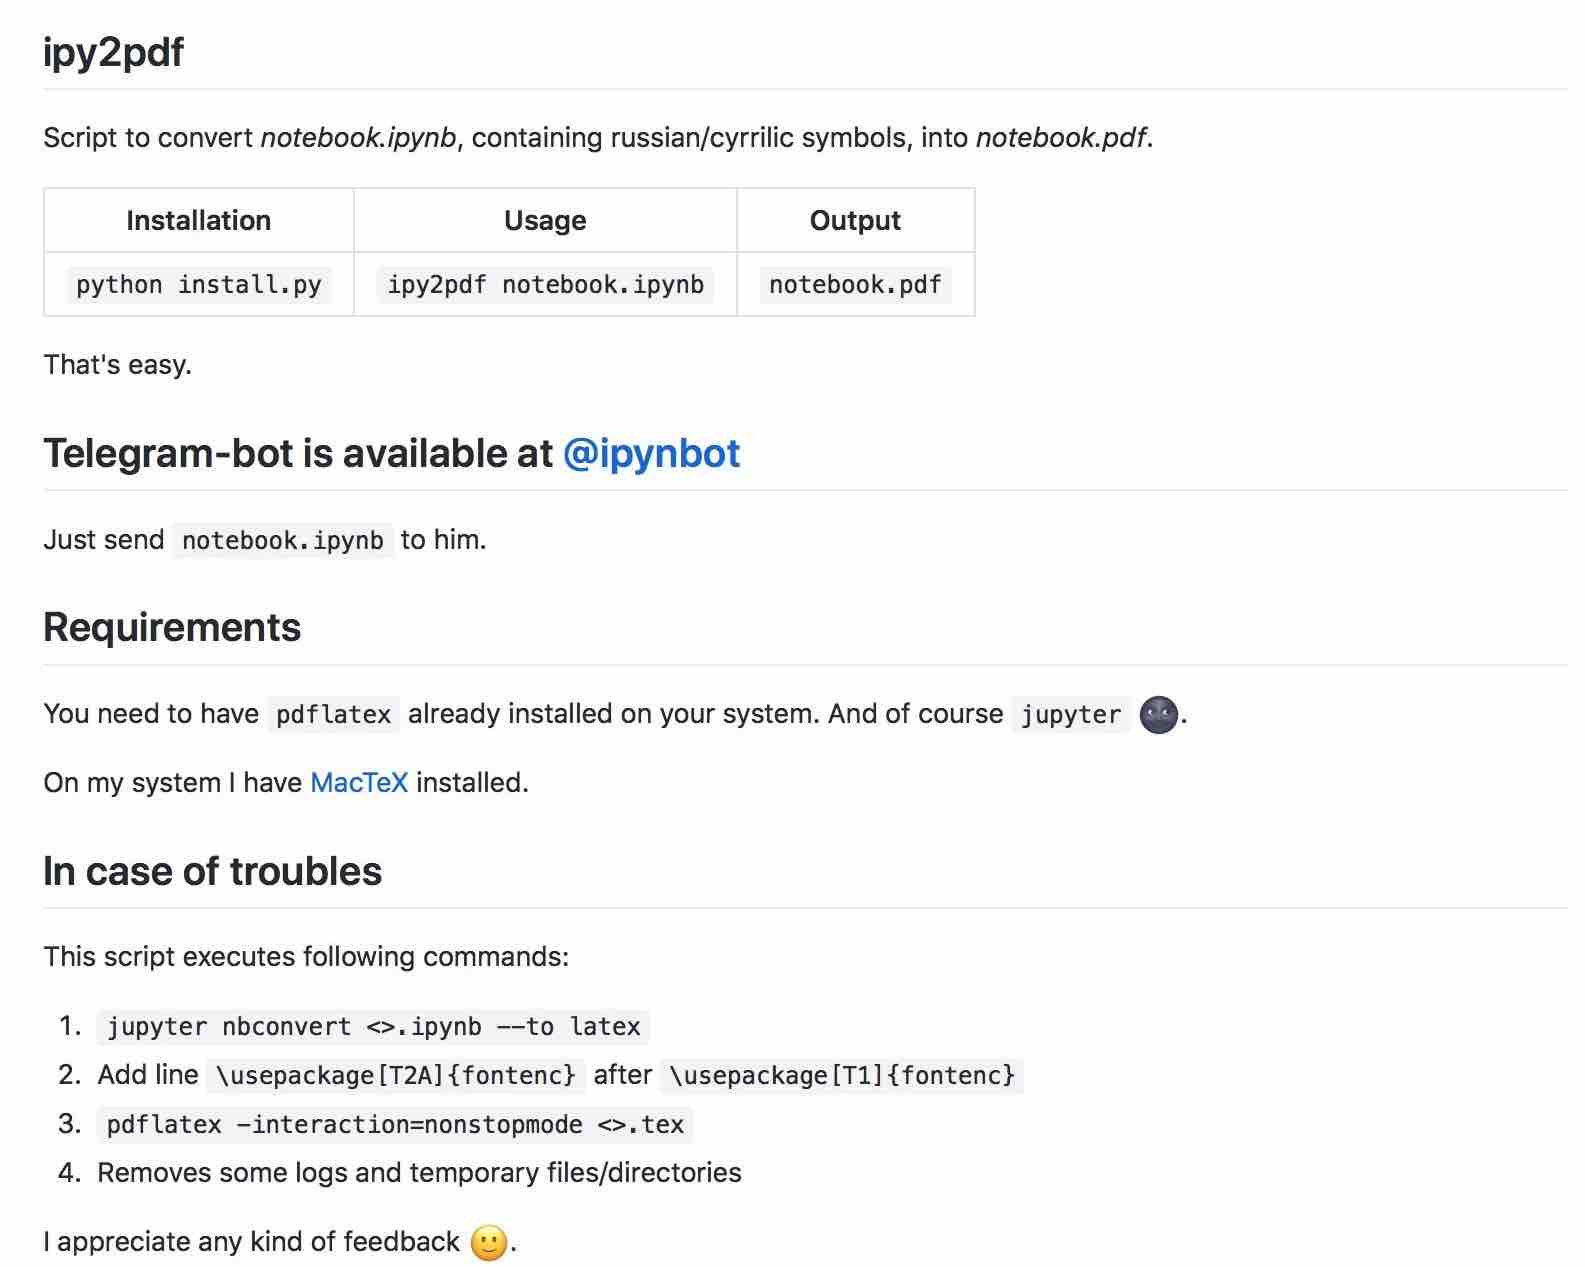 ipy2pdf
Script to convert notebook.ipynb, containing russian/cyrrilic symbols, into notebook.pdf.
Installation Usage Output
python install.py ipy2pdf notebook.ipynb notebook.pdf
That's easy.
Telegram-bot is available at @ipynbot
Just send notebook.ipynb to him.
Requirements
You need to have pdflatex already installed on your system. And of course jupyter 🌚.
On my system I have MacTeX installed.
In case of troubles
This script executes following commands:
1. jupyter nbconvert <>.ipynb --to latex
2. Add line \usepackage[T2A]{fontenc} after \usepackage[T1]{fontenc}
3. pdflatex -interaction=nonstopmode <>.tex
4. Removes some logs and temporary files/directories
I appreciate any kind of feedback 🙂.